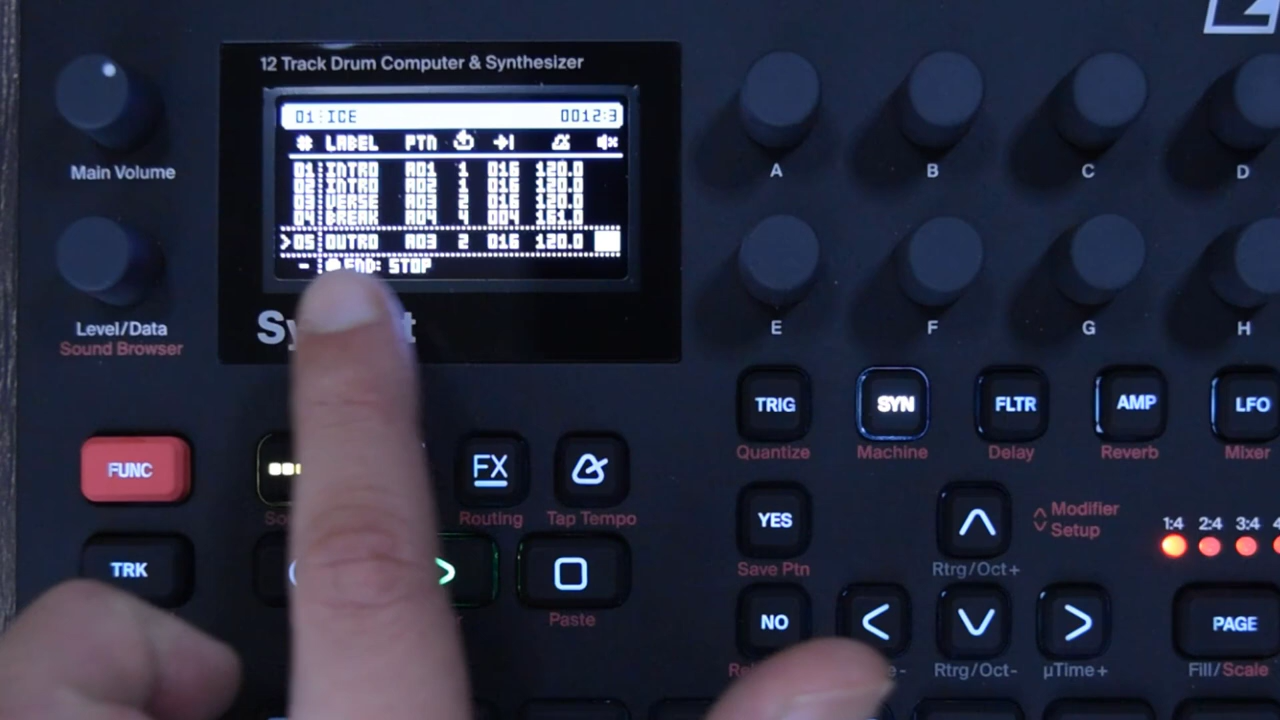 12 Track Drum Computer & Synthesizer
01:ICE 0012:3
# LABEL PTN
01 INTRO A01 1 016 120.0
02 INTRO A02 1 016 120.0
03 VERSE A03 2 016 120.0
04 BREAK A04 4 004 161.0
>05 OUTRO A03 2 016 120.0
- END: STOP
Main Volume
Level/Data
Sound Browser
A
B
C
D
E
F
G
H
TRIG
SYN
FLTR
AMP
LFO
Quantize
Machine
Delay
Reverb
Mixer
FUNC
FX
Routing
Tap Tempo
TRK
Paste
YES
Save Ptn
Rtrg/Oct+
Modifier
Setup
1:4 2:4 3:4
NO
PAGE
Rtrg/Oct-
µTime+
Fill/Scale